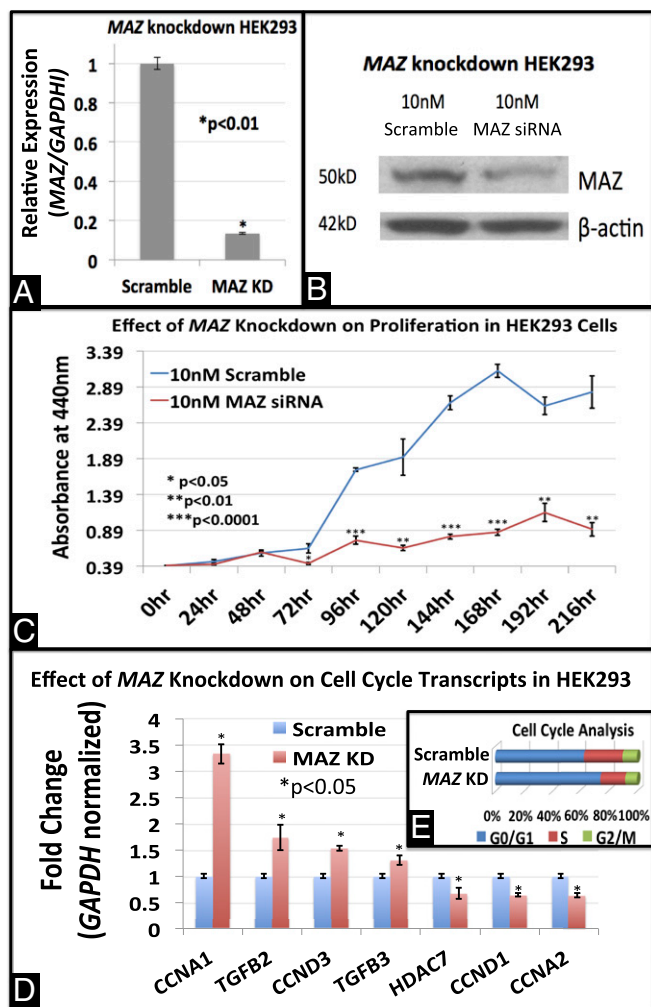 MAZ knockdown HEK293
Relative Expression
(MAZ/GAPDHI)
1
0.8
0.6
0.4
0.2
0
*p<0.01
*
Scramble
MAZ KD
A
MAZ knockdown HEK293
10nM
Scramble
10nM
MAZ siRNA
50kD
MAZ
42kD
β-actin
B
Effect of MAZ Knockdown on Proliferation in HEK293 Cells
Absorbance at 440nm
3.39
2.89
2.39
1.89
1.39
0.89
0.39
10nM Scramble
10nM MAZ siRNA
* p<0.05
**p<0.01
***p<0.0001
*
***
**
***
***
**
**
0hr
24hr
48hr
72hr
96hr
120hr
144hr
168hr
192hr
216hr
C
Effect of MAZ Knockdown on Cell Cycle Transcripts in HEK293
Fold Change
(GAPDH normalized)
4
3.5
3
2.5
2
1.5
1
0.5
0
Scramble
MAZ KD
*p<0.05
*
*
*
*
*
*
*
CCNA1
TGFB2
CCND3
TGFB3
HDAC7
CCND1
CCNA2
D
Cell Cycle Analysis
Scramble
MAZ KD
0% 20% 40% 60% 80% 100%
G0/G1 S G2/M
E